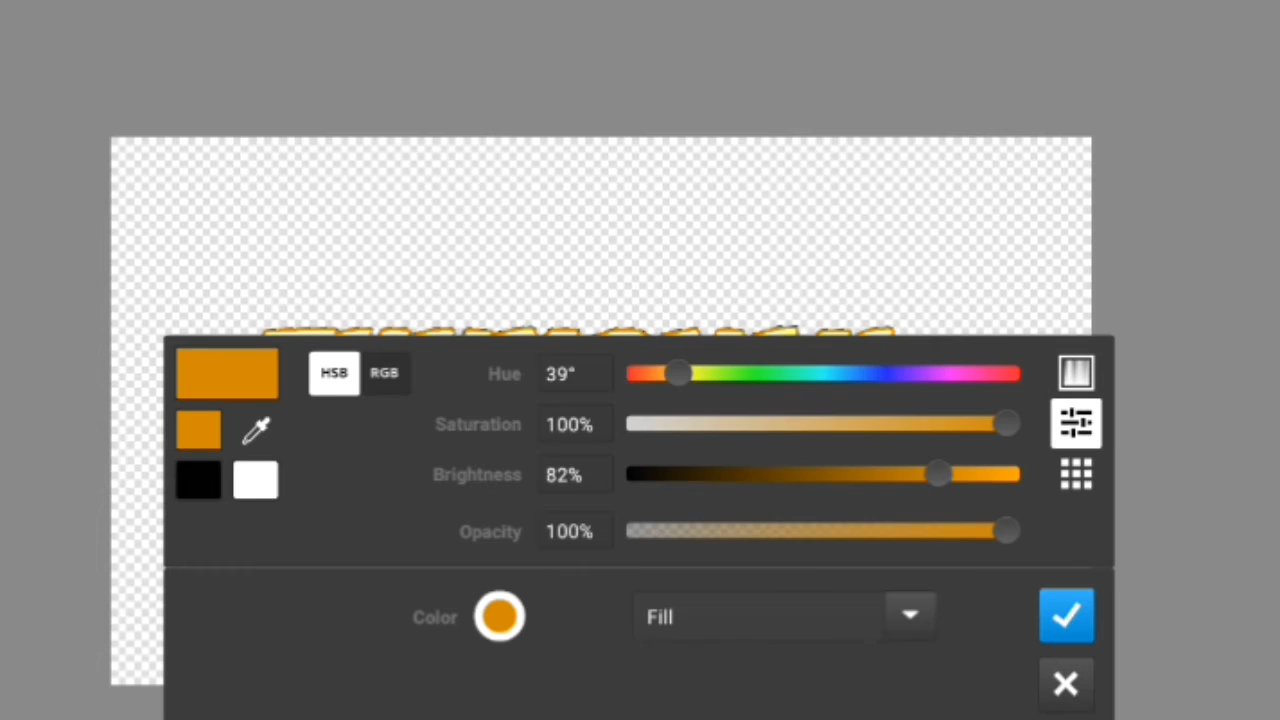 HSB RGB Hue 39°
Saturation 100%
Brightness 82%
Opacity 100%
Color Fill